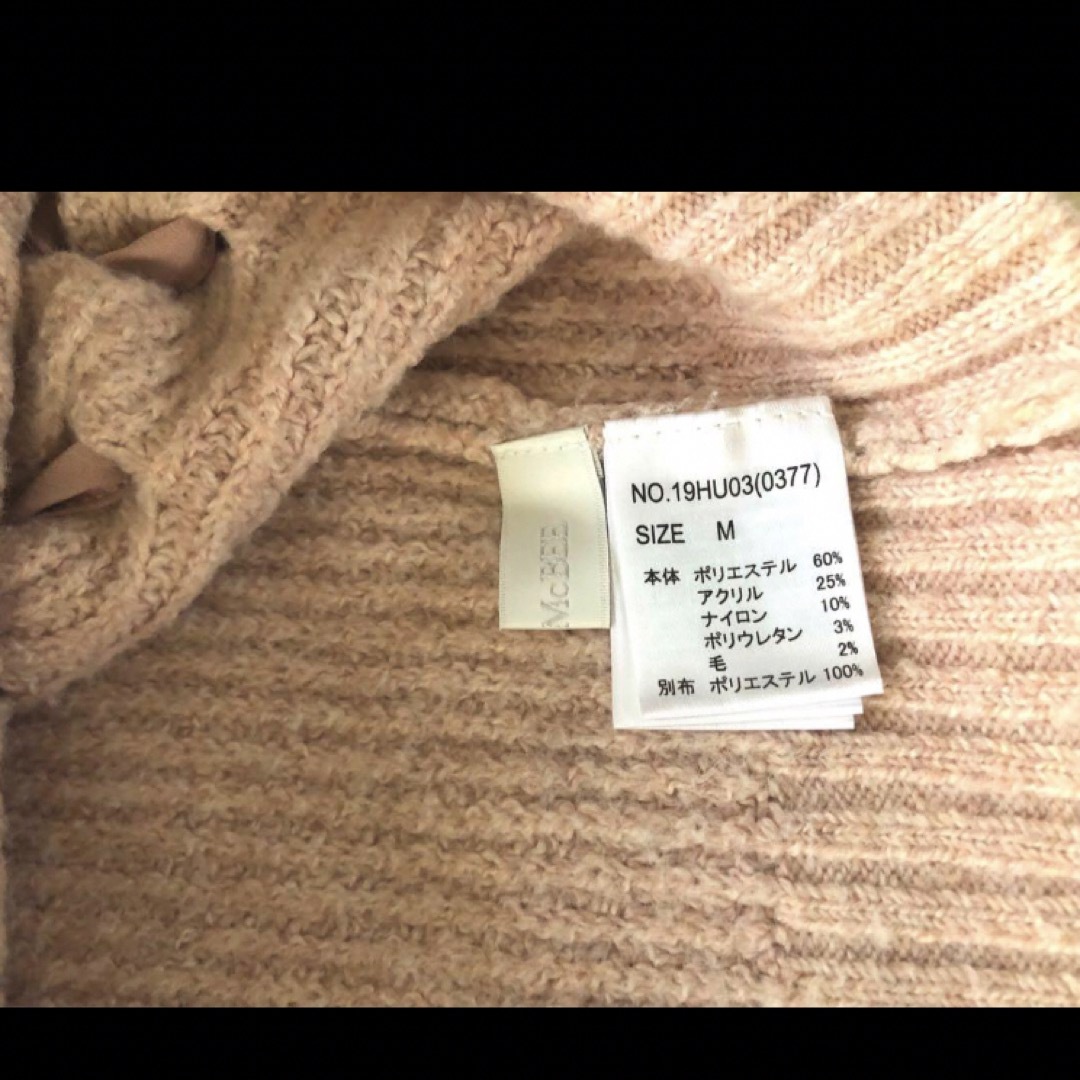 McBEE
NO.19HU03(0377)
SIZE M
本体 ポリエステル 60%
アクリル 25%
ナイロン 10%
ポリウレタン 3%
毛 2%
別布 ポリエステル 100%